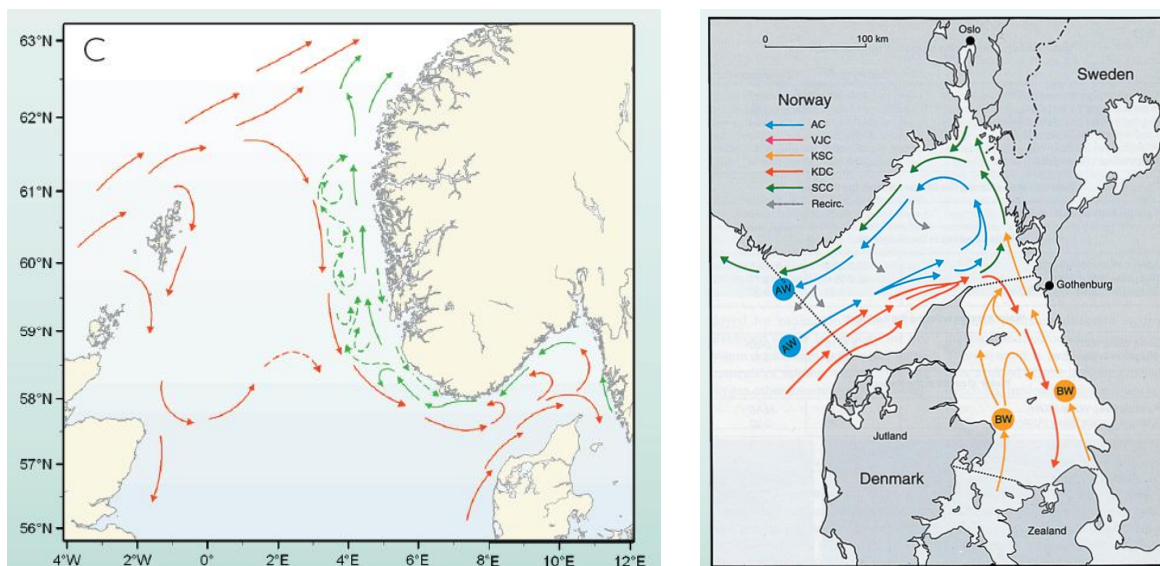 C
63°N
62°N
61°N
60°N
59°N
58°N
57°N
56°N
4°W
2°W
0°
2°E
4°E
6°E
8°E
10°E
12°E
0 100 km
Oslo
Sweden
Norway
AC
VJC
KSC
KDC
SCC
Recirc.
AW
Gothenburg
AW
BW
BW
Jutland
Denmark
Zealand